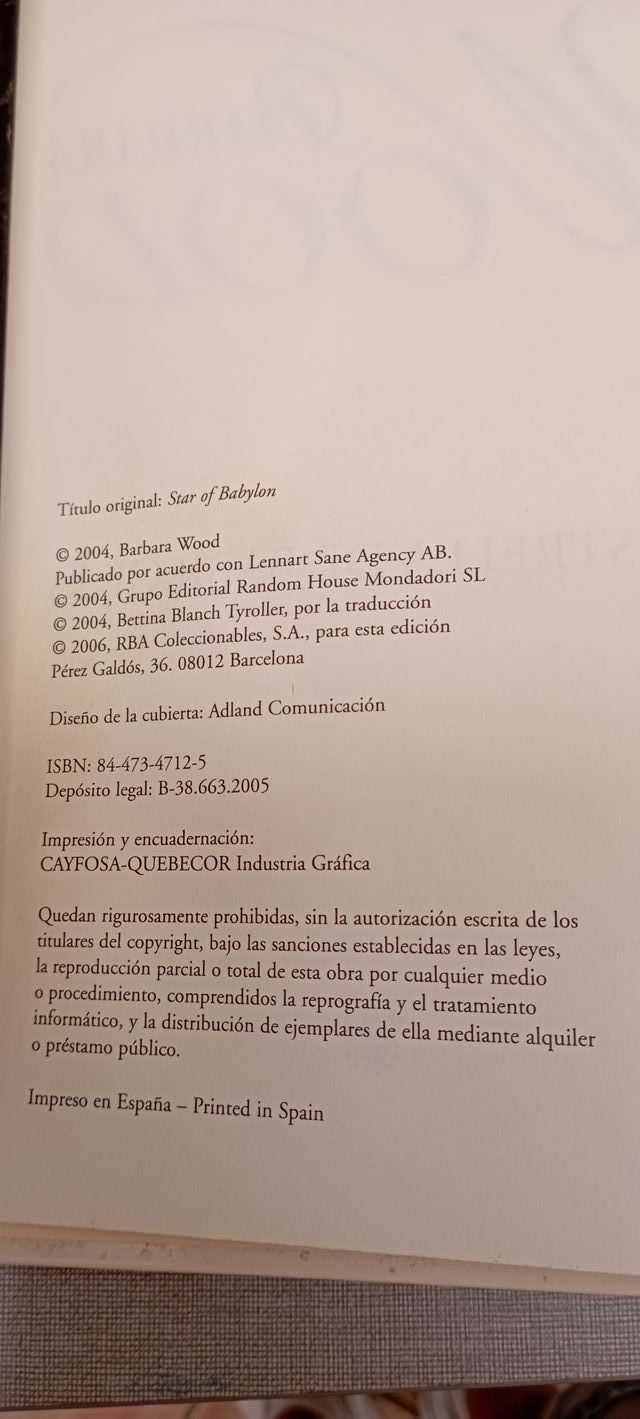 Título original: Star of Babylon
© 2004, Barbara Wood
Publicado por acuerdo con Lennart Sane Agency AB.
© 2004, Grupo Editorial Random House Mondadori SL
© 2004, Bettina Blanch Tyroller, por la traducción
© 2006, RBA Coleccionables, S.A., para esta edición
Pérez Galdós, 36. 08012 Barcelona
Diseño de la cubierta: Adland Comunicación
ISBN: 84-473-4712-5
Depósito legal: B-38.663.2005
Impresión y encuadernación:
CAYFOSA-QUEBECOR Industria Gráfica
Quedan rigurosamente prohibidas, sin la autorización escrita de los
titulares del copyright, bajo las sanciones establecidas en las leyes,
la reproducción parcial o total de esta obra por cualquier medio
o procedimiento, comprendidos la reprografía y el tratamiento
informático, y la distribución de ejemplares de ella mediante alquiler
o préstamo público.
Impreso en España – Printed in Spain